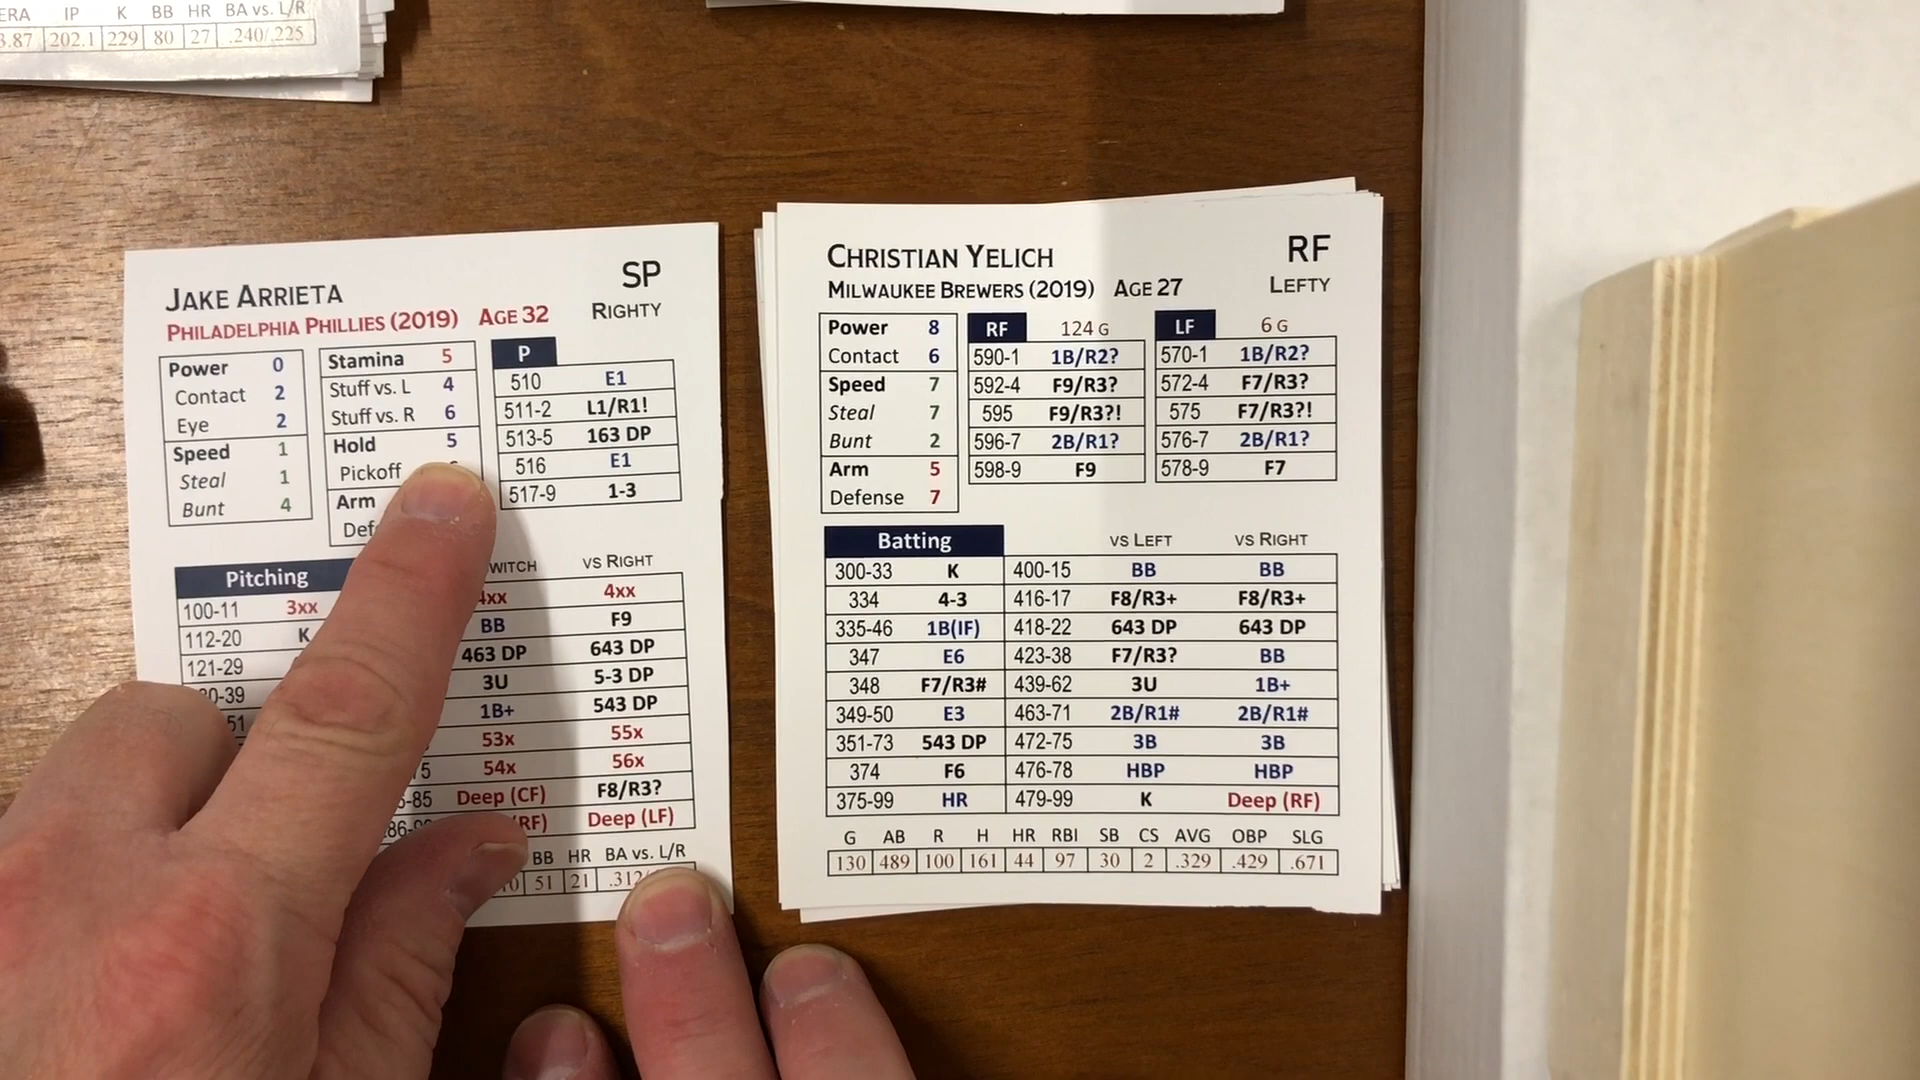 ERA IP K BB HR BA vs. L/R
3.87 202.1 229 80 27 .240/.225
JAKE ARRIETA SP
PHILADELPHIA PHILLIES (2019) AGE 32 RIGHTY
Power 0
Contact 2
Eye 2
Speed 1
Steal 1
Bunt 4
Stamina 5
Stuff vs. L 4
Stuff vs. R 6
Hold 5
Pickoff
Arm
P
510 E1
511-2 L1/R1!
513-5 163 DP
516 E1
517-9 1-3
Pitching VS RIGHT
100-11 3xx 4xx 4xx
112-20 K BB F9
121-29 463 DP 643 DP
3U 5-3 DP
1B+ 543 DP
53x 55x
54x 56x
Deep (CF) F8/R3?
Deep (LF)
BB HR BA vs. L/R
51 21
CHRISTIAN YELICH RF
MILWAUKEE BREWERS (2019) AGE 27 LEFTY
Power 8
Contact 6
Speed 7
Steal 7
Bunt 2
Arm 5
Defense 7
RF 124 G
590-1 1B/R2?
592-4 F9/R3?
595 F9/R3?!
596-7 2B/R1?
598-9 F9
LF 6 G
570-1 1B/R2?
572-4 F7/R3?
575 F7/R3?!
576-7 2B/R1?
578-9 F7
Batting VS LEFT VS RIGHT
300-33 K 400-15 BB BB
334 4-3 416-17 F8/R3+ F8/R3+
335-46 1B(IF) 418-22 643 DP 643 DP
347 E6 423-38 F7/R3? BB
348 F7/R3# 439-62 3U 1B+
349-50 E3 463-71 2B/R1# 2B/R1#
351-73 543 DP 472-75 3B 3B
374 F6 476-78 HBP HBP
375-99 HR 479-99 K Deep (RF)
G AB R H HR RBI SB CS AVG OBP SLG
130 489 100 161 44 97 30 2 .329 .429 .671